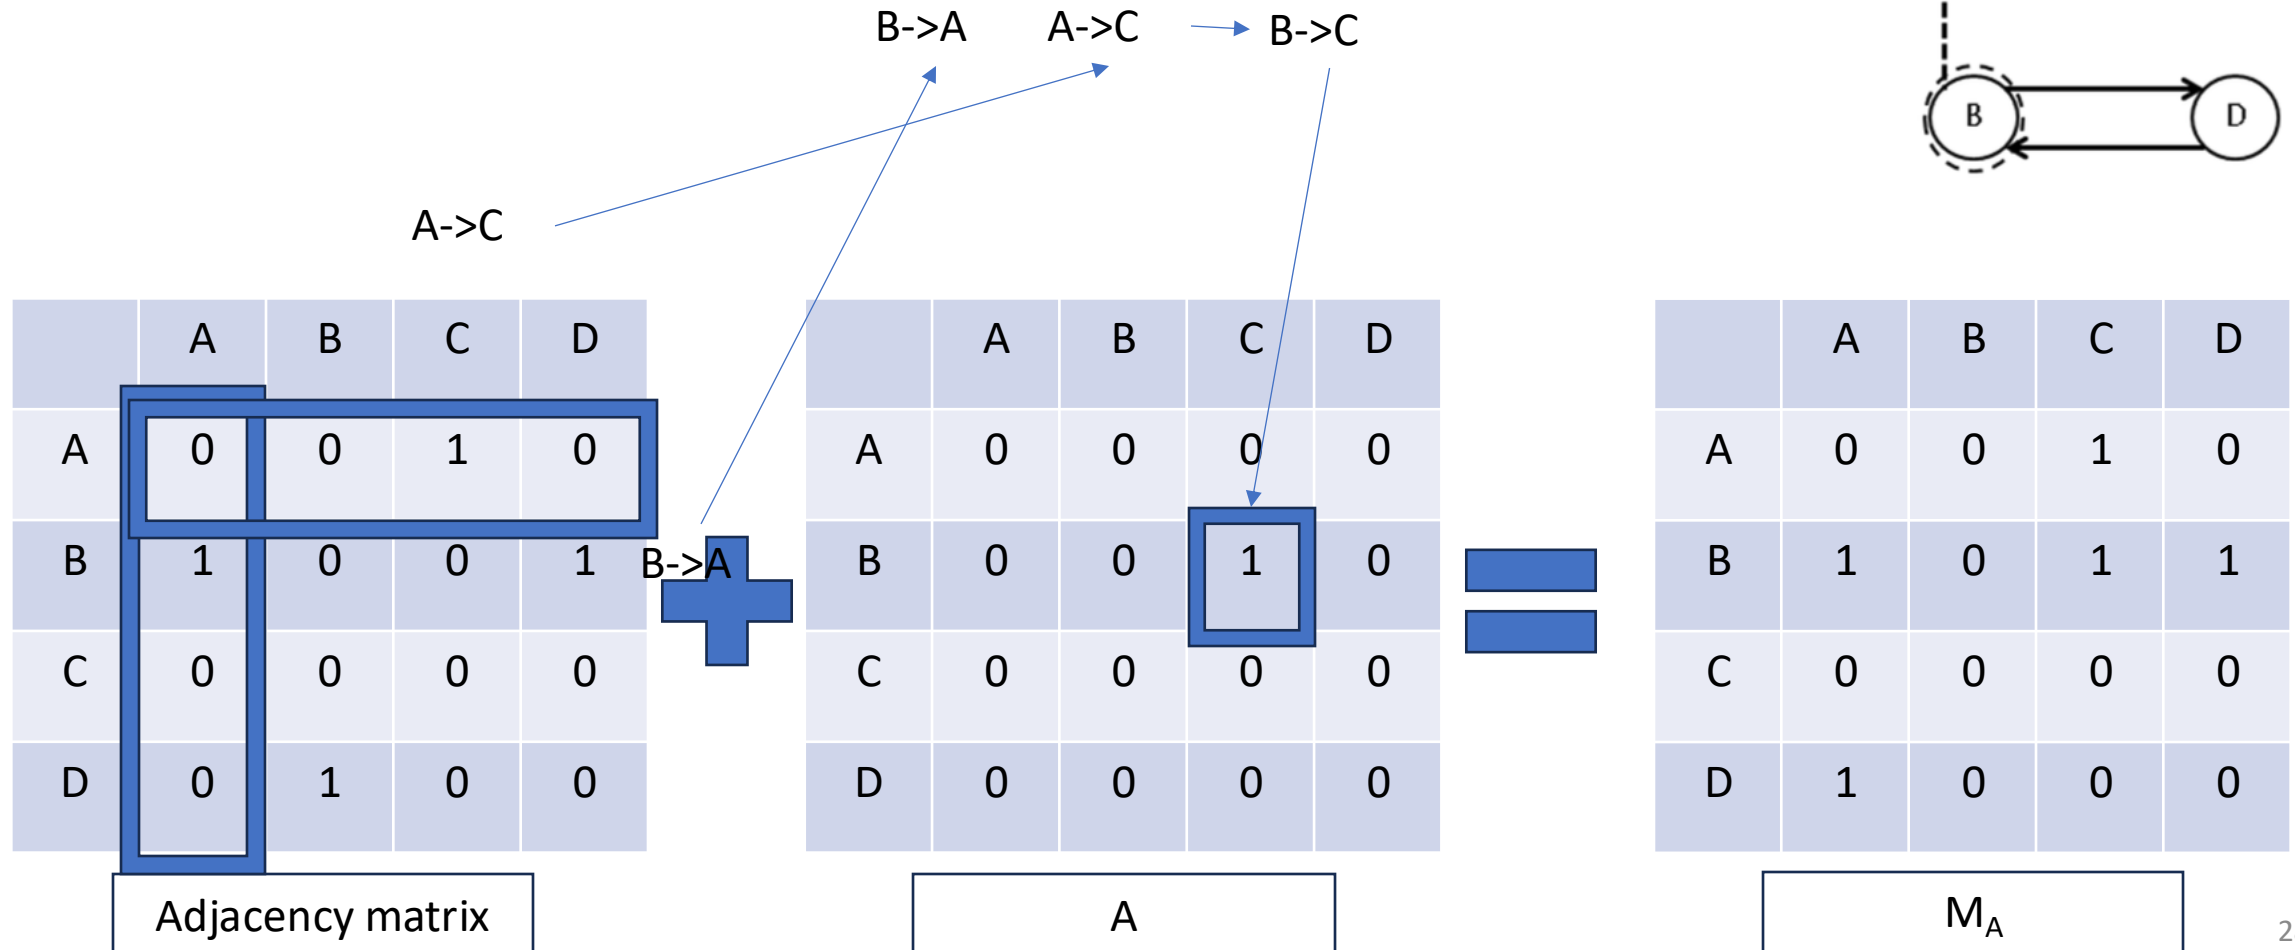 B->A A->C B->C
B D
A->C
A B C D
A 0 0 1 0
B 1 0 0 1
C 0 0 0 0
D 0 1 0 0
B->A
A B C D
A 0 0 0 0
B 0 0 1 0
C 0 0 0 0
D 0 0 0 0
A B C D
A 0 0 1 0
B 1 0 1 1
C 0 0 0 0
D 1 0 0 0
Adjacency matrix
A
M_A
2